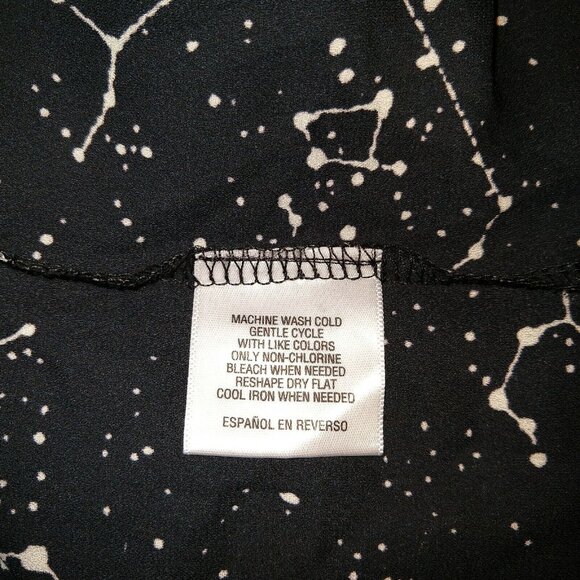 MACHINE WASH COLD
GENTLE CYCLE
WITH LIKE COLORS
ONLY NON-CHLORINE
BLEACH WHEN NEEDED
RESHAPE DRY FLAT
COOL IRON WHEN NEEDED
ESPAÑOL EN REVERSO